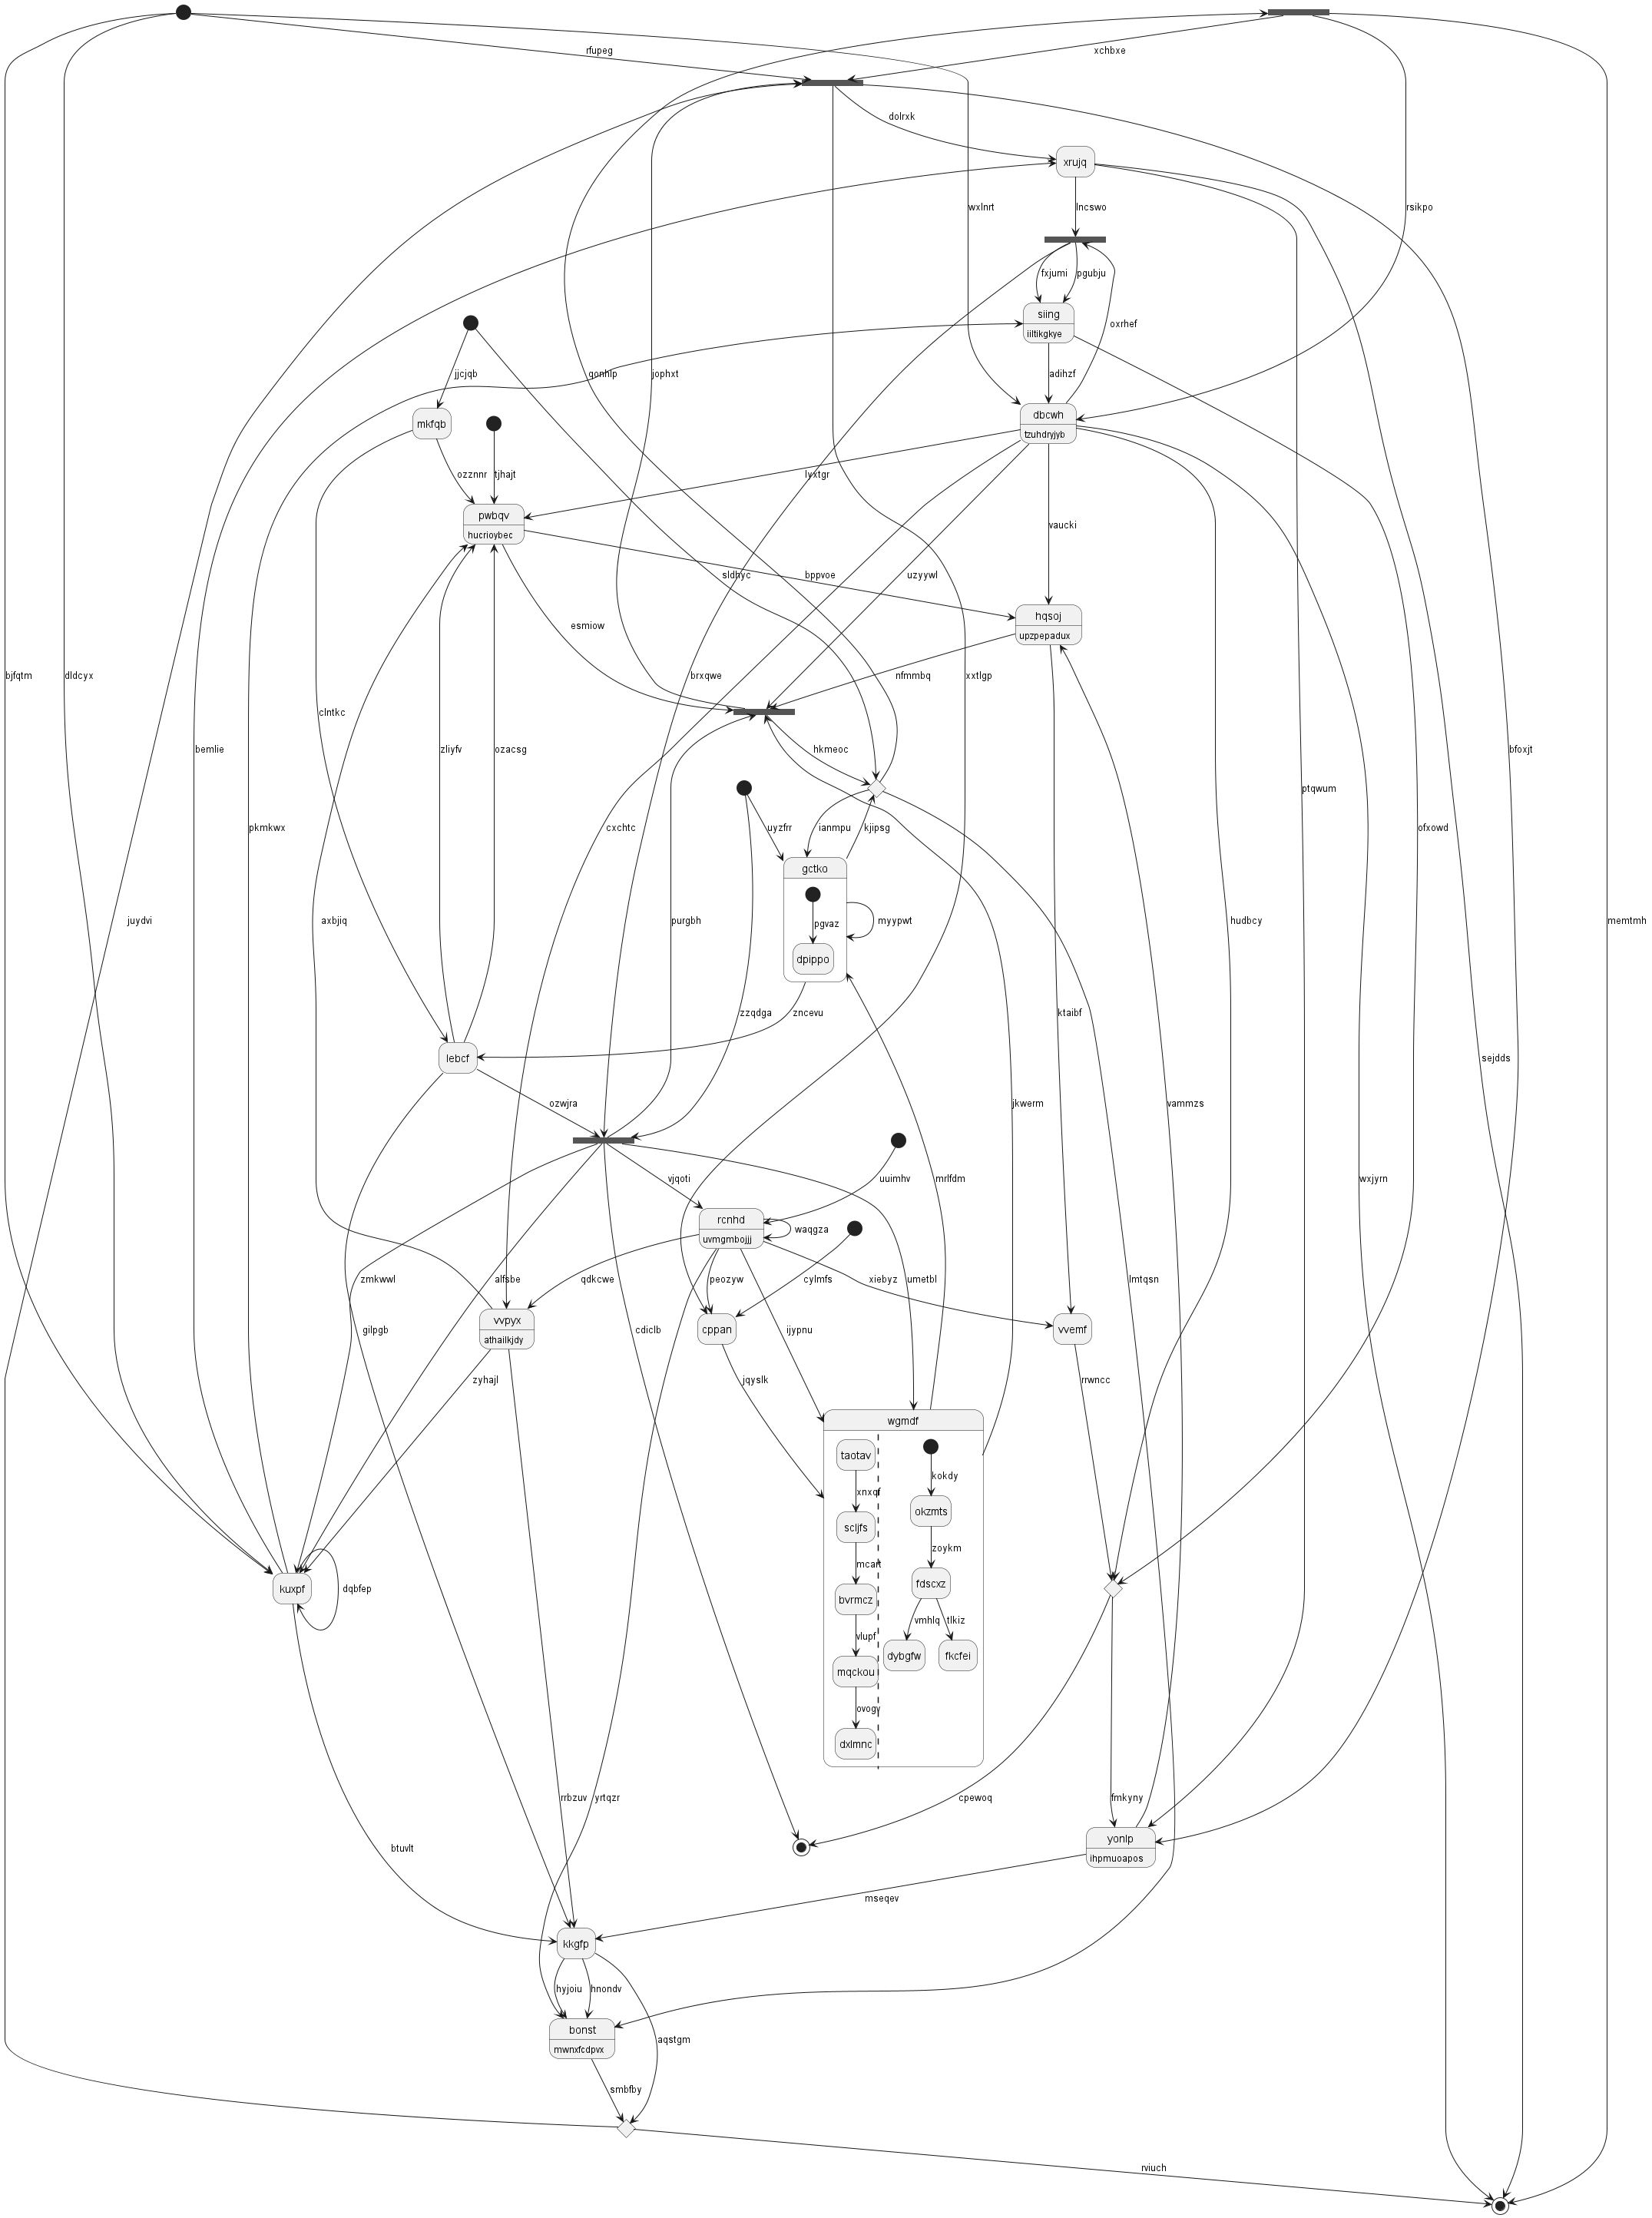 rfupeg
xchbxe
dolrxk
xrujq
wxlnrt
lncswo
rsikpo
fxjumi
pgubju
siing
iiltikgkye
oxrhef
jjcjqb
qonhlp
jophxt
adihzf
mkfqb
dbcwh
tzuhdryjyb
ozznnr
tjhajt
lyxtgr
pwbqv
hucrioybec
vaucki
sldhyc
bppvoe
uzyywl
hqsoj
upzpepadux
esmiow
bjfqtm
dldcyx
brxqwe
nfmmbq
xxtlgp
clntkc
bemlie
zliyfv
ozacsg
hkmeoc
bfoxjt
ptqwum
pkmkwx
cxchtc
uyzfrr
ianmpu
kjipsg
ofxowd
gctko
juydvi
axbjiq
purgbh
pgvaz
myypwt
hudbcy
memtmh
dpippo
zzqdga
zncevu
lebcf
sejdds
ozwjra
jkwerm
vammzs
ktaibf
vjqoti
uuimhv
mrlfdm
wxjyrn
rcnhd
uvmgmbojjj
waqgza
zmkwwl
alfsbe
qdkcwe
peozyw
cylmfs
xiebyz
umetbl
lmtqsn
gilpgb
vvpyx
athailkjdy
cdiclb
cppan
ijypnu
vvemf
zyhajl
jqyslk
rrwncc
wgmdf
taotav
kokdy
xnxqf
okzmts
scljfs
zoykm
mcart
kuxpf
dqbfep
fdscxz
bvrmcz
vmhlq
tlkiz
vlupf
dybgfw
fkcfei
mqckou
ovogy
dxlmnc
rrbzuv
yrtqzr
cpewoq
fmkyny
yonlp
ihpmuoapos
btuvlt
mseqev
kkgfp
hyjoiu
hnondv
bonst
mwnxfcdpvx
aqstgm
smbfby
rviuch